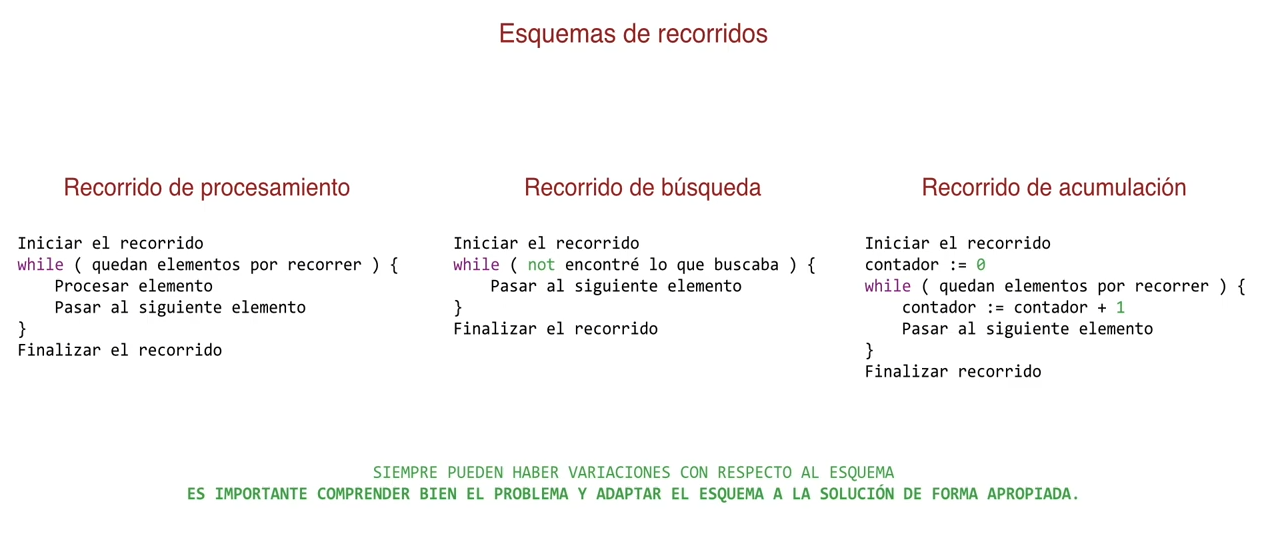 Esquemas de recorridos
Recorrido de procesamiento
Iniciar el recorrido
while ( quedan elementos por recorrer ) {
    Procesar elemento
    Pasar al siguiente elemento
}
Finalizar el recorrido
Recorrido de búsqueda
Iniciar el recorrido
while ( not encontré lo que buscaba ) {
    Pasar al siguiente elemento
}
Finalizar el recorrido
Recorrido de acumulación
Iniciar el recorrido
contador := 0
while ( quedan elementos por recorrer ) {
    contador := contador + 1
    Pasar al siguiente elemento
}
Finalizar recorrido
SIEMPRE PUEDEN HABER VARIACIONES CON RESPECTO AL ESQUEMA
ES IMPORTANTE COMPRENDER BIEN EL PROBLEMA Y ADAPTAR EL ESQUEMA A LA SOLUCIÓN DE FORMA APROPIADA.